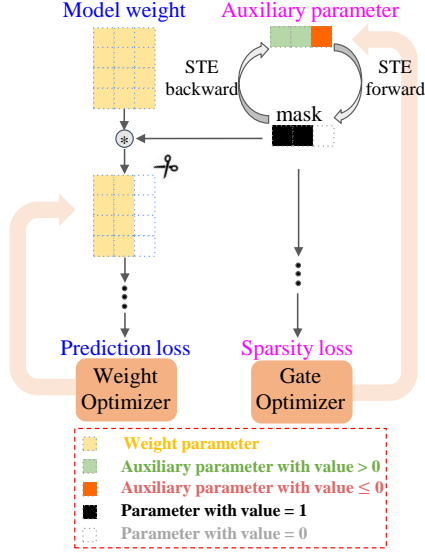 Model weight
Auxiliary parameter
STE
backward
STE
forward
mask
*
Prediction loss
Sparsity loss
Weight
Optimizer
Gate
Optimizer
Weight parameter
Auxiliary parameter with value > 0
Auxiliary parameter with value ≤ 0
Parameter with value = 1
Parameter with value = 0